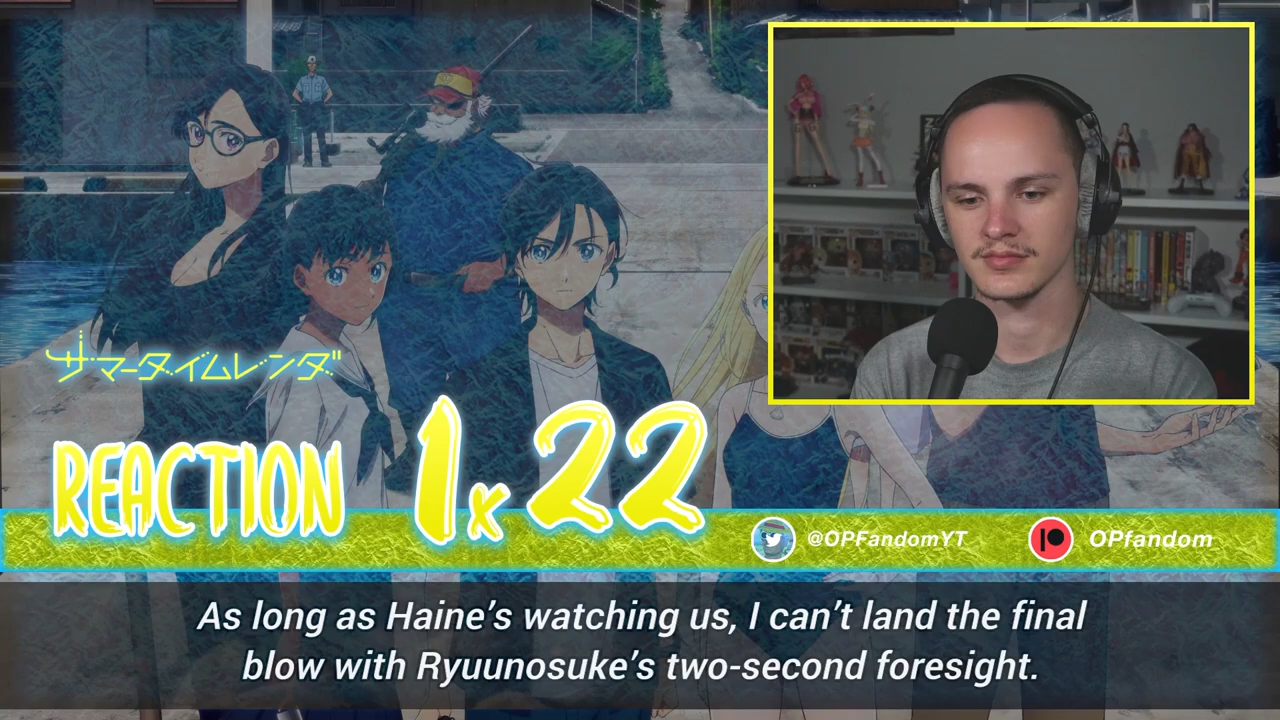 サマータイムレンダ
REACTION 1x22
@OPFandomYT
OPfandom
As long as Haine's watching us, I can't land the final
blow with Ryuunosuke's two-second foresight.